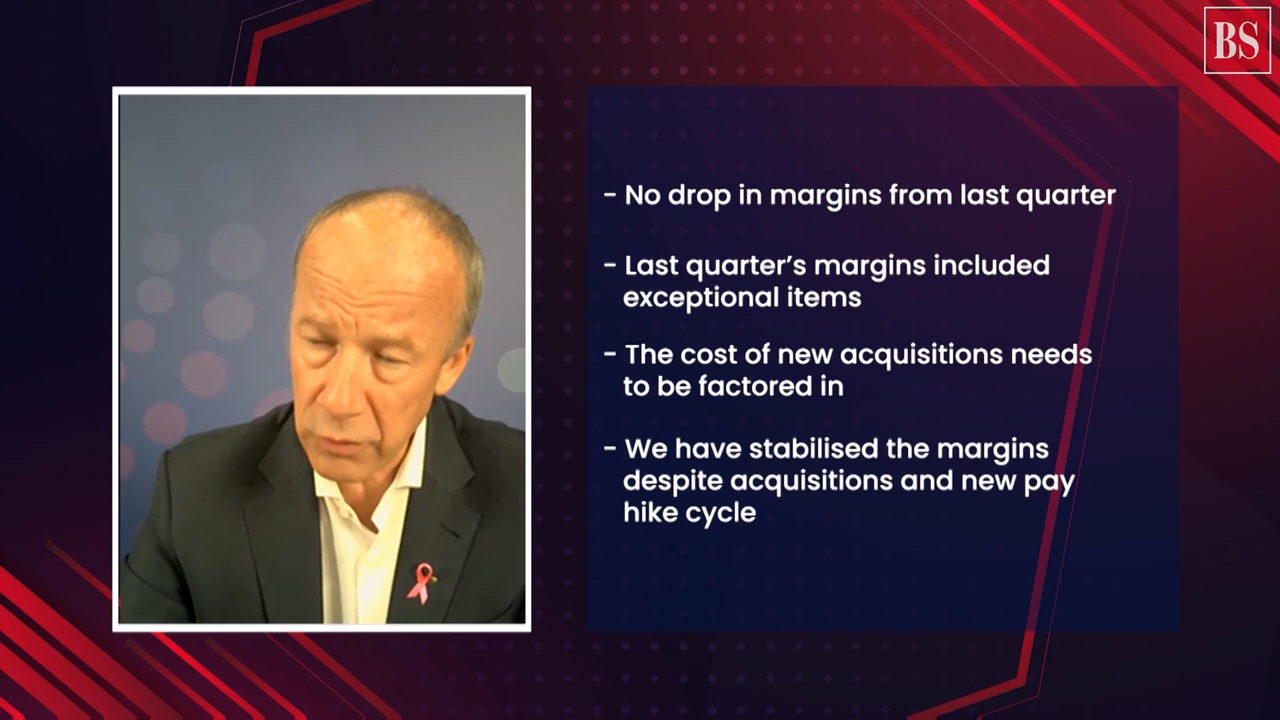 BS
- No drop in margins from last quarter
- Last quarter's margins included
exceptional items
- The cost of new acquisitions needs
to be factored in
- We have stabilised the margins
despite acquisitions and new pay
hike cycle